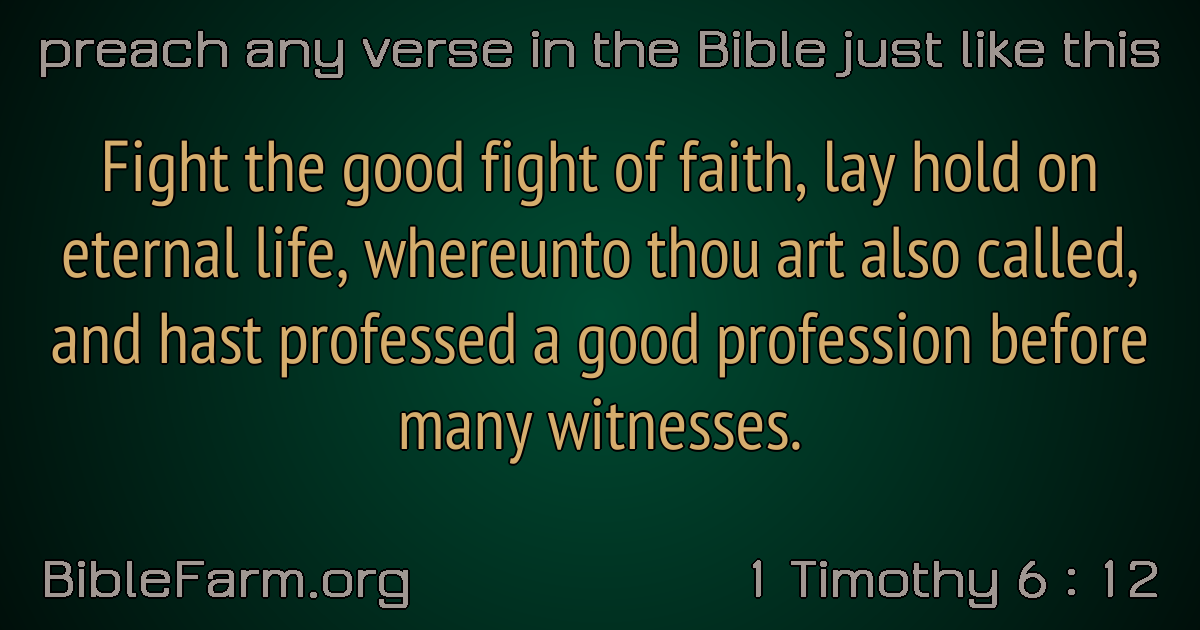 preach any verse in the Bible just like this
Fight the good fight of faith, lay hold on
eternal life, whereunto thou art also called,
and hast professed a good profession before
many witnesses.
BibleFarm.org
1 Timothy 6 : 12